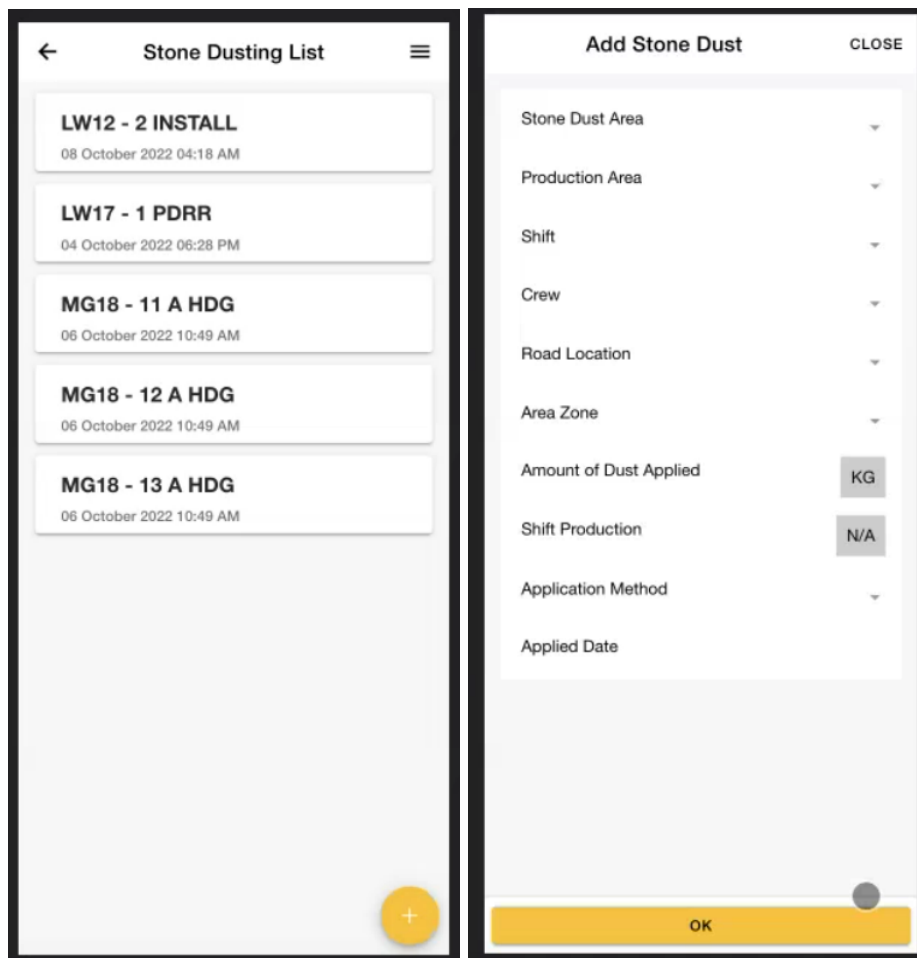 Stone Dusting List
LW12 - 2 INSTALL
08 October 2022 04:18 AM
LW17 - 1 PDRR
04 October 2022 06:28 PM
MG18 - 11 A HDG
06 October 2022 10:49 AM
MG18 - 12 A HDG
06 October 2022 10:49 AM
MG18 - 13 A HDG
06 October 2022 10:49 AM
+
Add Stone Dust CLOSE
Stone Dust Area
Production Area
Shift
Crew
Road Location
Area Zone
Amount of Dust Applied KG
Shift Production N/A
Application Method
Applied Date
OK